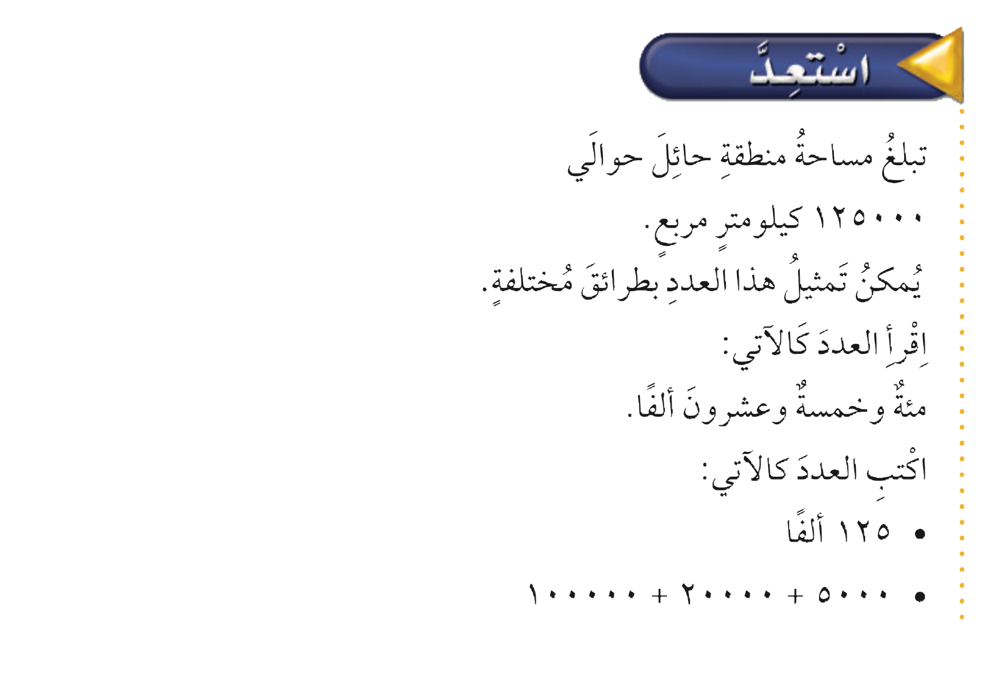 اسْتعِدَّ
تبلغُ مساحةُ منطقةِ حائِلَ حوالَي
١٢٥٠٠٠ كيلومترٍ مربعٍ.
يُمكنُ تَمثيلُ هذا العددِ بطرائقَ مُختلفةٍ.
اِقْرأِ العددَ كَالآتي:
مئةٌ وخمسةٌ وعشرونَ ألفًا.
اكْتبِ العددَ كالآتي:
• ١٢٥ ألفًا
• ٥٠٠٠ + ٢٠٠٠٠ + ١٠٠٠٠٠